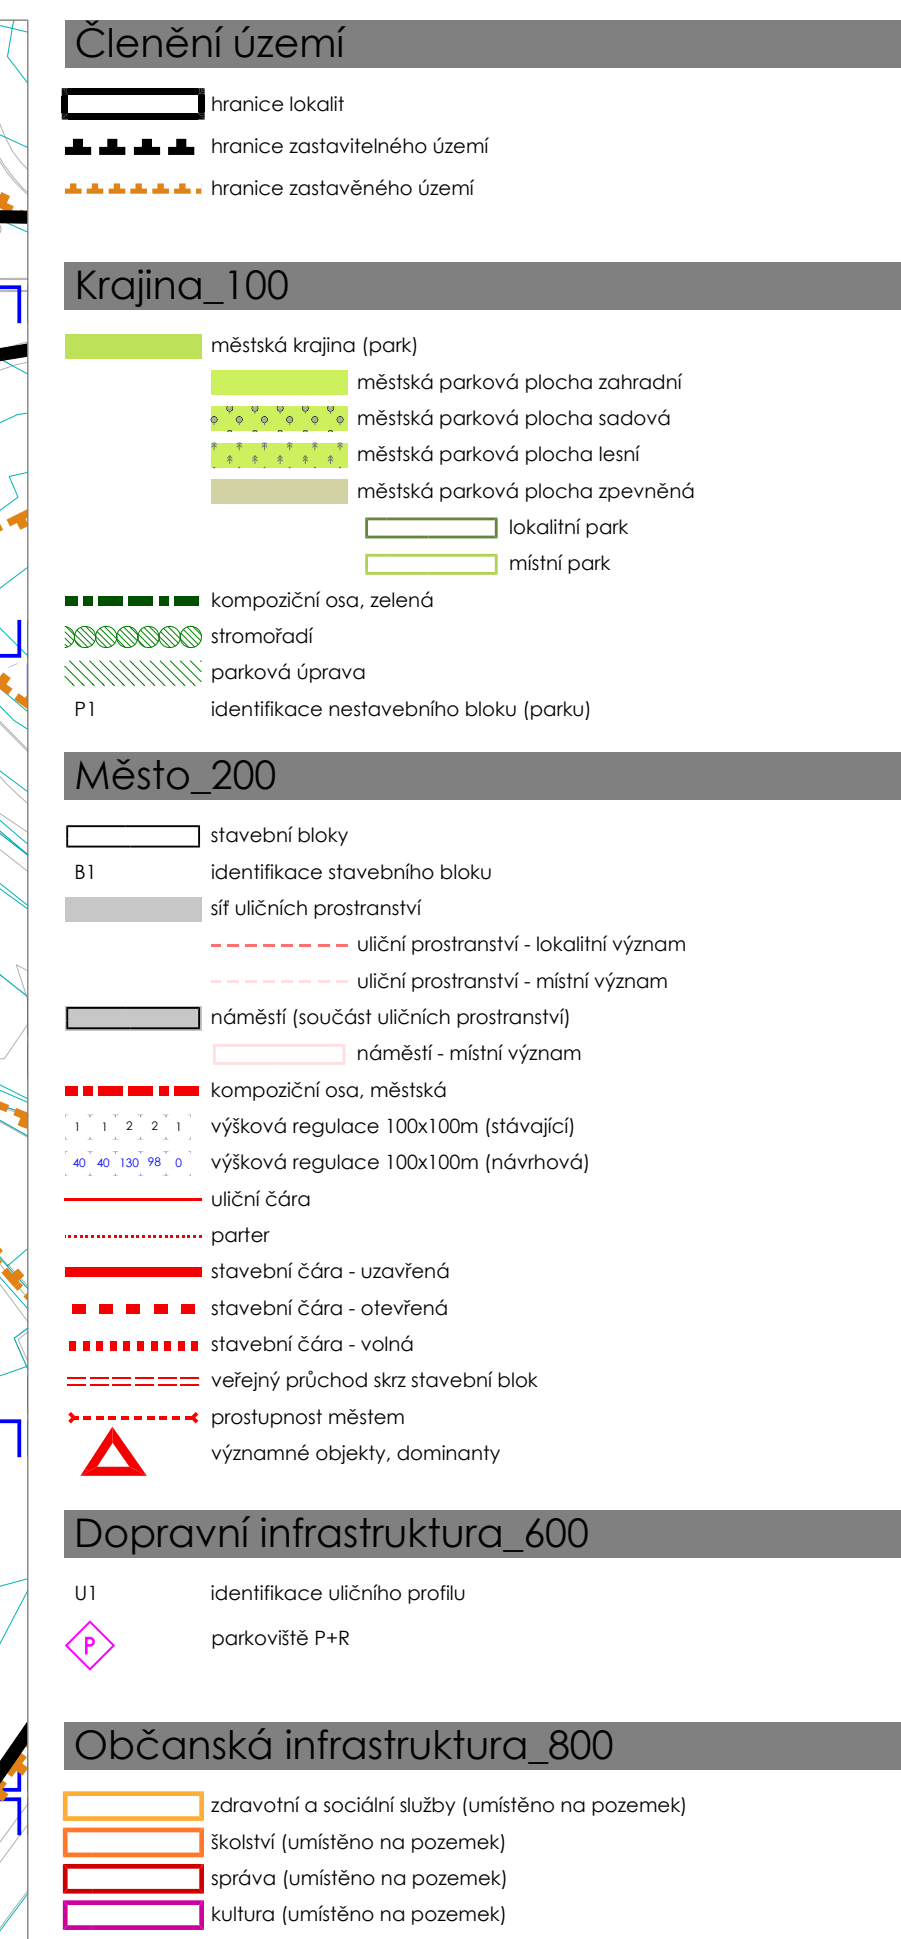 Členění území
hranice lokalit
hranice zastavitelného území
hranice zastavěného území
Krajina_100
městská krajina (park)
městská parková plocha zahradní
městská parková plocha sadová
městská parková plocha lesní
městská parková plocha zpevněná
lokalitní park
místní park
kompoziční osa, zelená
stromořadí
parková úprava
P1 identifikace nestavebního bloku (parku)
Město_200
stavební bloky
B1 identifikace stavebního bloku
síť uličních prostranství
uliční prostranství - lokalitní význam
uliční prostranství - místní význam
náměstí (součást uličních prostranství)
náměstí - místní význam
kompoziční osa, městská
1 1 2 2 1 výšková regulace 100x100m (stávající)
40 40 130 98 0 výšková regulace 100x100m (návrhová)
uliční čára
parter
stavební čára - uzavřená
stavební čára - otevřená
stavební čára - volná
veřejný průchod skrz stavební blok
prostupnost městem
významné objekty, dominanty
Dopravní infrastruktura_600
U1 identifikace uličního profilu
P parkoviště P+R
Občanská infrastruktura_800
zdravotní a sociální služby (umístěno na pozemek)
školství (umístěno na pozemek)
správa (umístěno na pozemek)
kultura (umístěno na pozemek)